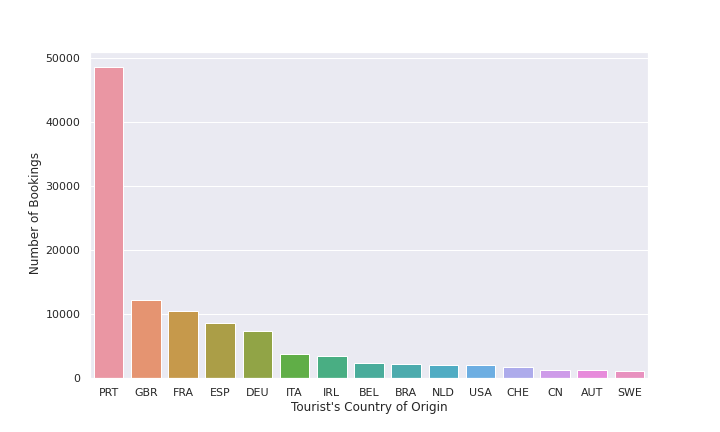 50000
40000
30000
20000
10000
0
Number of Bookings
PRT GBR FRA ESP DEU ITA IRL BEL BRA NLD USA CHE CN AUT SWE
Tourist's Country of Origin